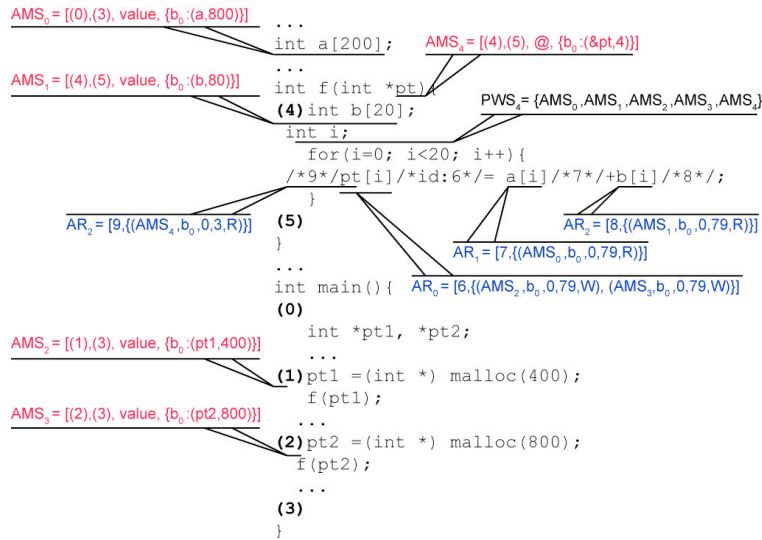 AMS0 = [(0),(3), value, {b0:(a,800)}]
...
int a[200];
AMS4 = [(4),(5), @, {b0:(&pt,4)}]
...
AMS1 = [(4),(5), value, {b0:(b,80)}]
int f(int *pt){
(4)int b[20];
PWS4= {AMS0,AMS1,AMS2,AMS3,AMS4}
int i;
for(i=0; i<20; i++){
/*9*/pt[i]/*id:6*/= a[i]/*7*/+b[i]/*8*/;
}
AR2 = [9,{(AMS4,b0,0,3,R)}]
(5)
AR2 = [8,{(AMS1,b0,0,79,R)}]
}
AR1 = [7,{(AMS0,b0,0,79,R)}]
...
int main(){
AR0 = [6,{(AMS2,b0,0,79,W), (AMS3,b0,0,79,W)}]
(0)
int *pt1, *pt2;
AMS2 = [(1),(3), value, {b0:(pt1,400)}]
...
(1)pt1 =(int *) malloc(400);
f(pt1);
AMS3 = [(2),(3), value, {b0:(pt2,800)}]
...
(2)pt2 =(int *) malloc(800);
f(pt2);
...
(3)
}